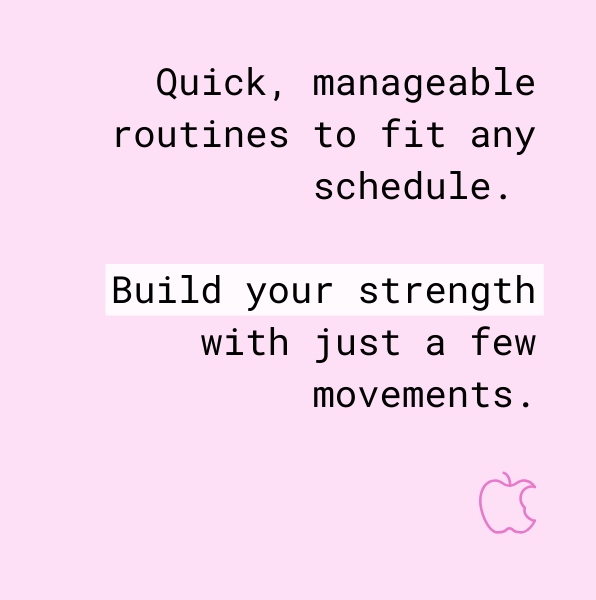 Quick, manageable
routines to fit any
schedule.
Build your strength
with just a few
movements.